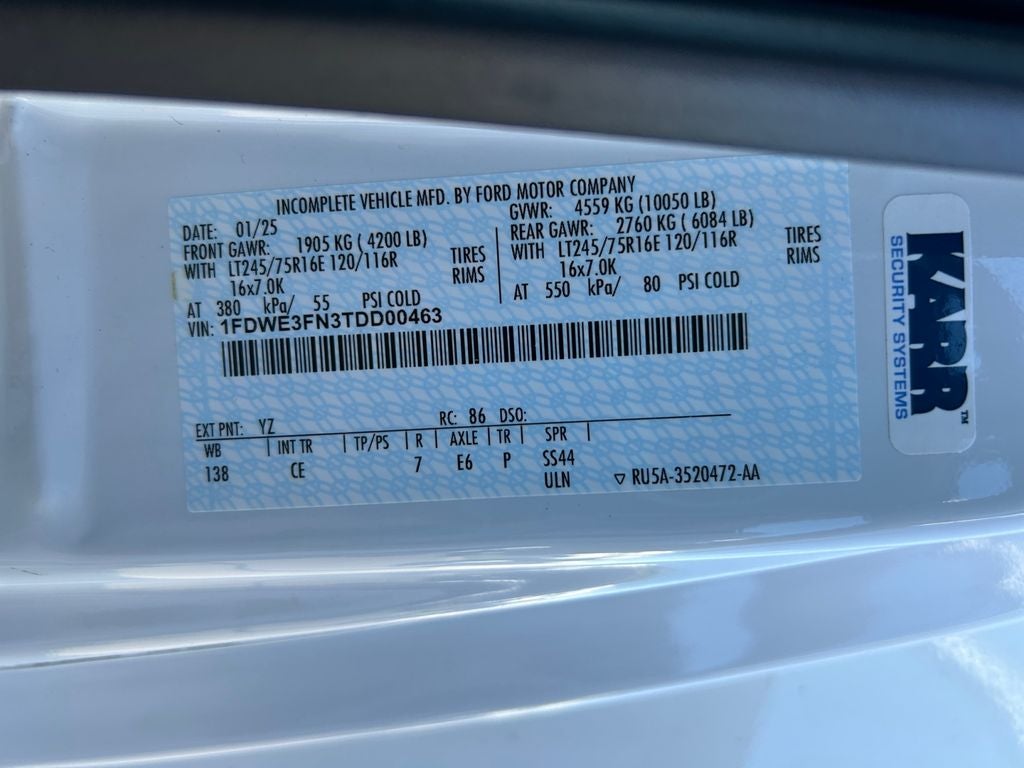 INCOMPLETE VEHICLE MFD. BY FORD MOTOR COMPANY
DATE: 01/25
GVWR: 4559 KG (10050 LB)
FRONT GAWR: 1905 KG ( 4200 LB)
REAR GAWR: 2760 KG ( 6084 LB)
WITH LT245/75R16E 120/116R TIRES
WITH LT245/75R16E 120/116R TIRES
16x7.0K RIMS
16x7.0K RIMS
AT 380 kPa/ 55 PSI COLD
AT 550 kPa/ 80 PSI COLD
VIN: 1FDWE3FN3TDD00463
EXT PNT: YZ RC: 86 DSO:
WB INT TR TP/PS R AXLE TR SPR
138 CE 7 E6 P SS44
ULN ▽ RU5A-3520472-AA
KARR™
SECURITY SYSTEMS